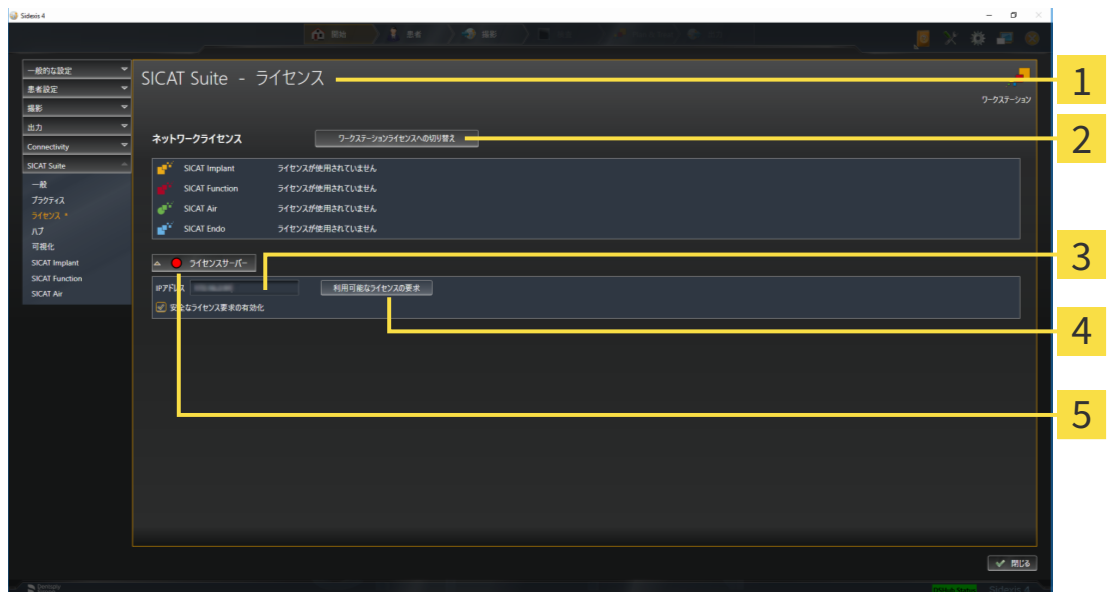 Sidexis 4
開始
患者
撮影
一般的な設定
患者設定
撮影
出力
Connectivity
SICAT Suite
一般
プラクティス
ライセンス *
ハブ
可視化
SICAT Implant
SICAT Function
SICAT Air
SICAT Suite - ライセンス
ワークステーション
ネットワークライセンス
ワークステーションライセンスへの切り替え
SICAT Implant ライセンスが使用されていません
SICAT Function ライセンスが使用されていません
SICAT Air ライセンスが使用されていません
SICAT Endo ライセンスが使用されていません
ライセンスサーバー
IPアドレス
利用可能なライセンスの要求
安全なライセンス要求の有効化
閉じる
Dentsply
Sidexis 4
1
2
3
4
5